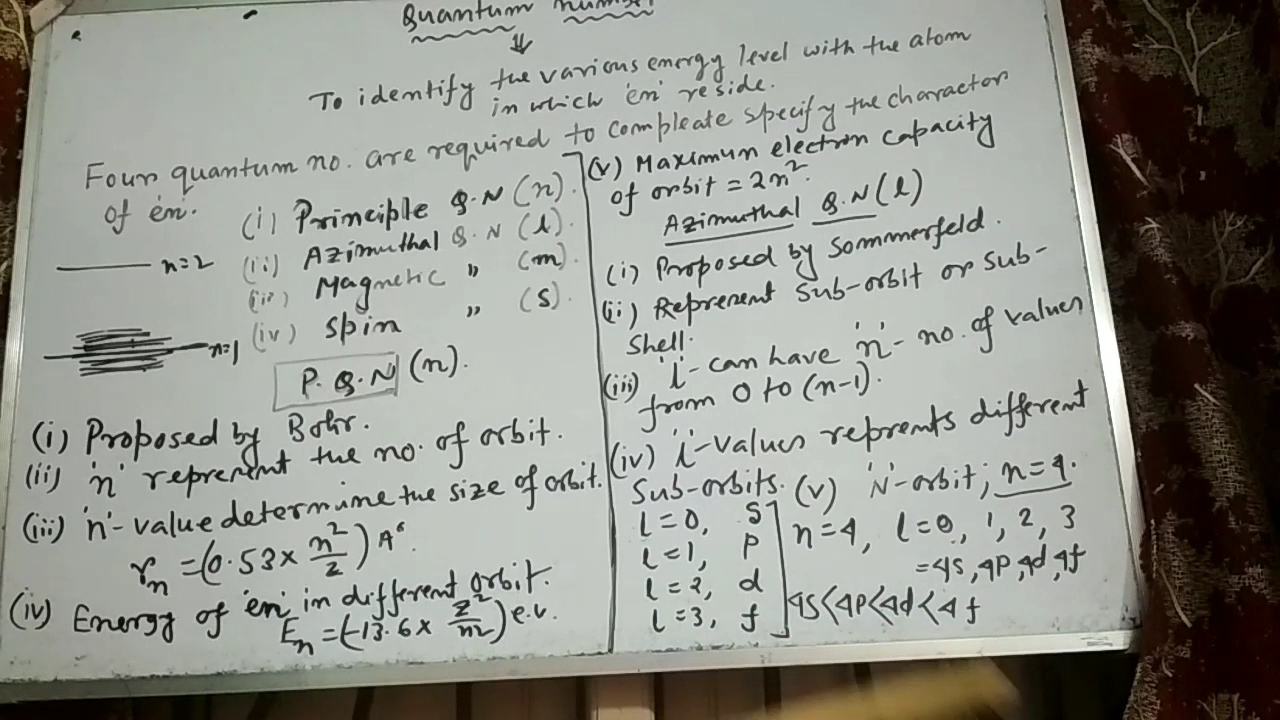 Quantum number
⇓
To identify the various energy level with the atom
in which 'en' reside.
Four quantum no. are required to compleate specify the charactor
of en.
(i) Principle Q.N (n).
(ii) Azimuthal Q.N (l).
(iii) Magnetic " (m).
(iv) Spin " (s).
n=2
n=1
P.Q.N (n).
(i) Proposed by Bohr.
(ii) 'n' reprerent the no. of orbit.
(iii) 'n'-value determine the size of orbit.
rn = (0.53 x n²/z) A°
(iv) Energy of 'en' in different orbit.
En = (-13.6 x z²/n²) e.v.
(v) Maximum electron capacity
of orbit = 2n².
Azimuthal Q.N (l)
(i) Proposed by Sommerfeld.
(ii) Reprerent Sub-orbit or Sub-
Shell.
(iii) 'l'-can have 'n'- no. of values
from 0 to (n-1).
(iv) 'l'-values reprents different
Sub-orbits.
l=0, S
l=1, P
l=2, d
l=3, f
(v) 'N'-orbit; n=4.
n=4, l=0, 1, 2, 3
=4s, 4p, 4d, 4f
4s<4p<4d<4f